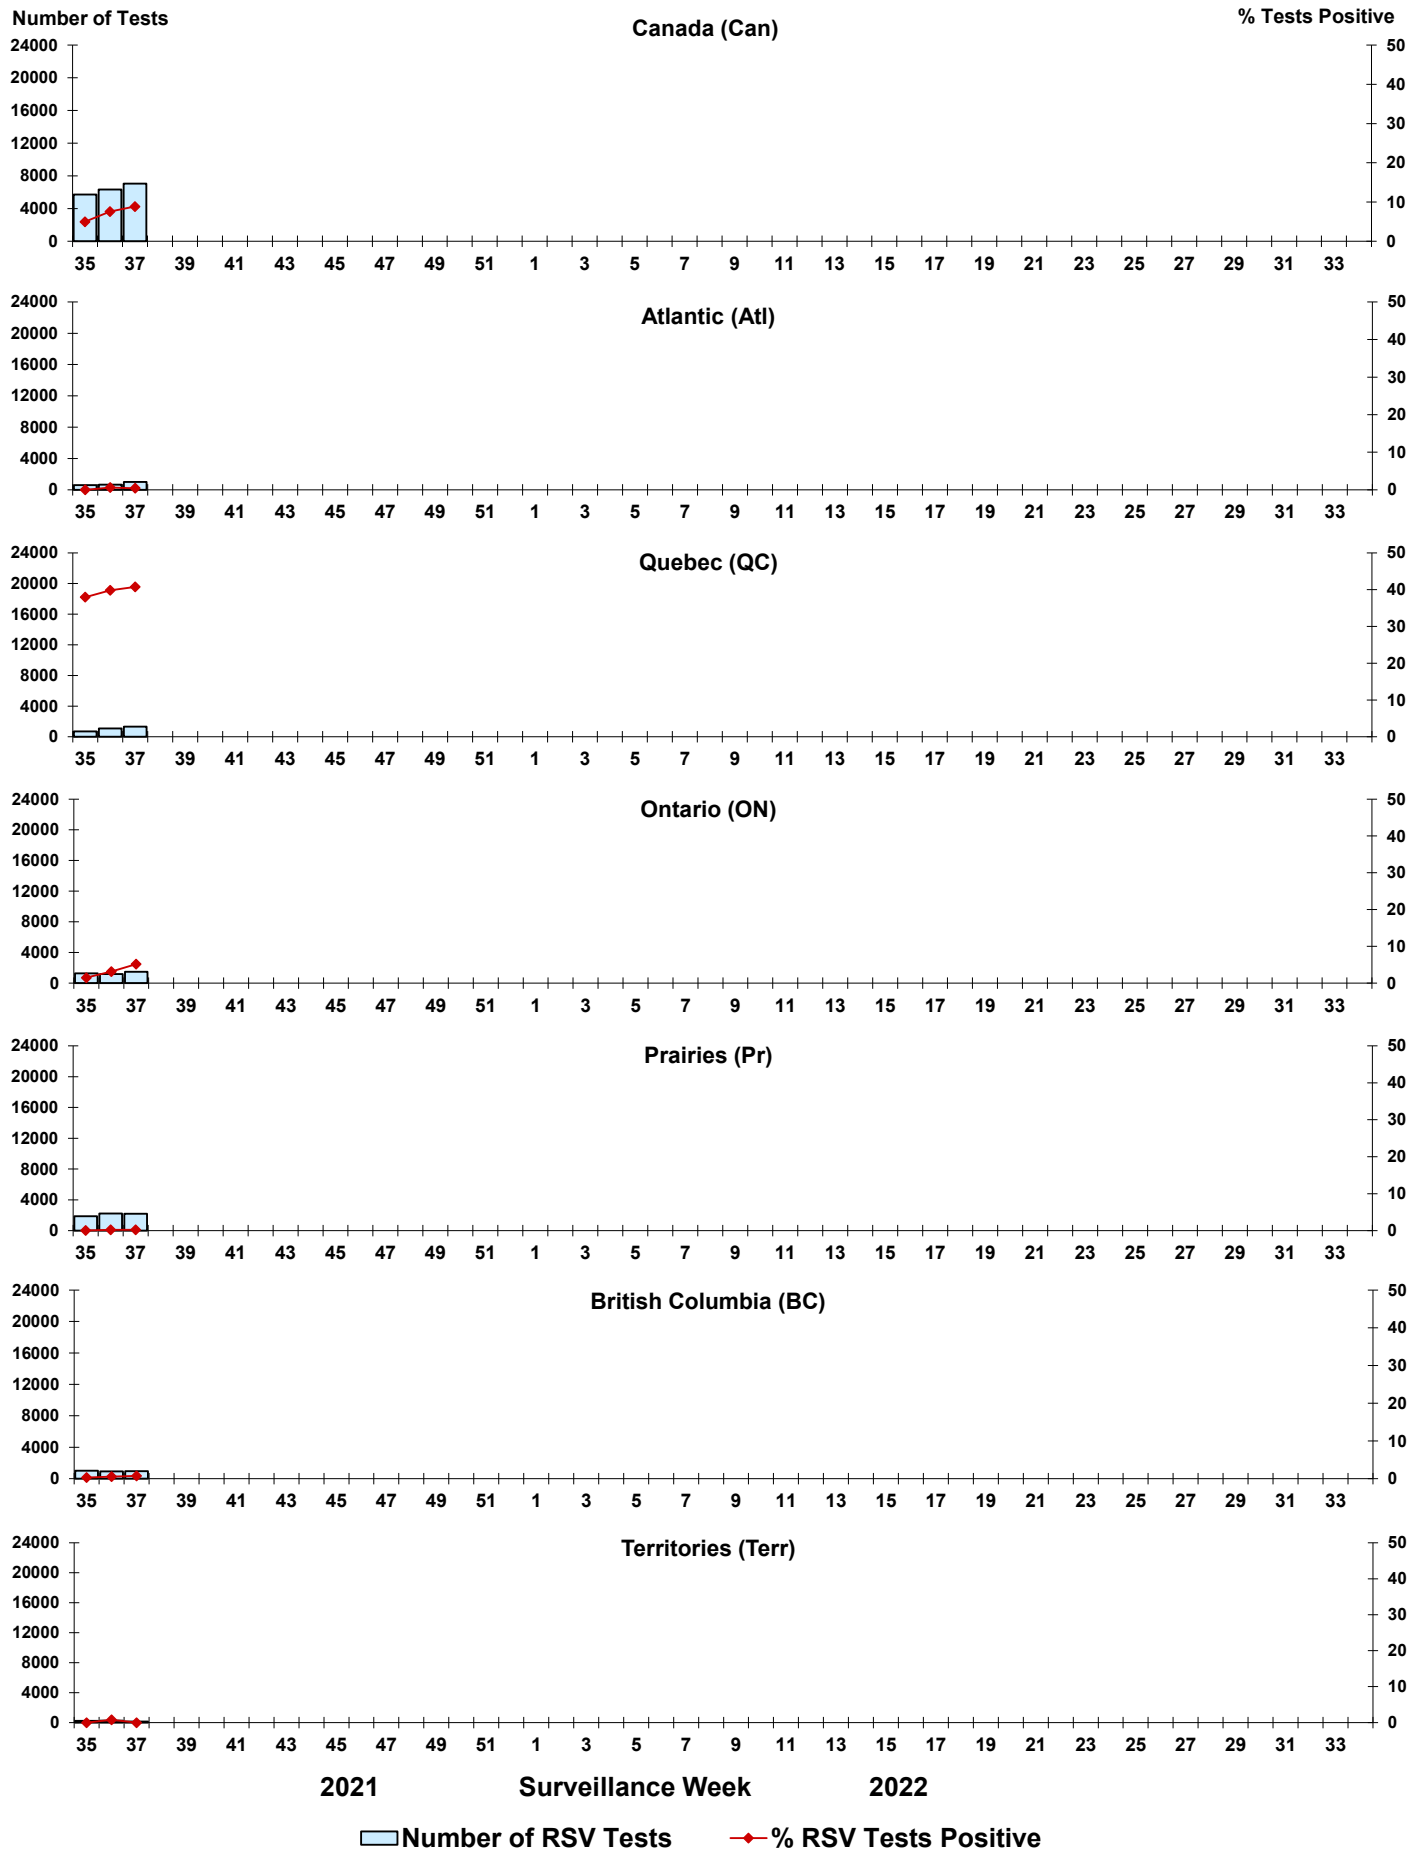 Number of Tests
Canada (Can)
% Tests Positive
24000 50
20000 40
16000
12000 30
8000 20
4000 10
0 0
35 37 39 41 43 45 47 49 51 1 3 5 7 9 11 13 15 17 19 21 23 25 27 29 31 33
Atlantic (Atl)
24000 50
20000 40
16000
12000 30
8000 20
4000 10
0 0
35 37 39 41 43 45 47 49 51 1 3 5 7 9 11 13 15 17 19 21 23 25 27 29 31 33
Quebec (QC)
24000 50
20000 40
16000
12000 30
8000 20
4000 10
0 0
35 37 39 41 43 45 47 49 51 1 3 5 7 9 11 13 15 17 19 21 23 25 27 29 31 33
Ontario (ON)
24000 50
20000 40
16000
12000 30
8000 20
4000 10
0 0
35 37 39 41 43 45 47 49 51 1 3 5 7 9 11 13 15 17 19 21 23 25 27 29 31 33
Prairies (Pr)
24000 50
20000 40
16000
12000 30
8000 20
4000 10
0 0
35 37 39 41 43 45 47 49 51 1 3 5 7 9 11 13 15 17 19 21 23 25 27 29 31 33
British Columbia (BC)
24000 50
20000 40
16000
12000 30
8000 20
4000 10
0 0
35 37 39 41 43 45 47 49 51 1 3 5 7 9 11 13 15 17 19 21 23 25 27 29 31 33
Territories (Terr)
24000 50
20000 40
16000
12000 30
8000 20
4000 10
0 0
35 37 39 41 43 45 47 49 51 1 3 5 7 9 11 13 15 17 19 21 23 25 27 29 31 33
2021 Surveillance Week 2022
Number of RSV Tests % RSV Tests Positive